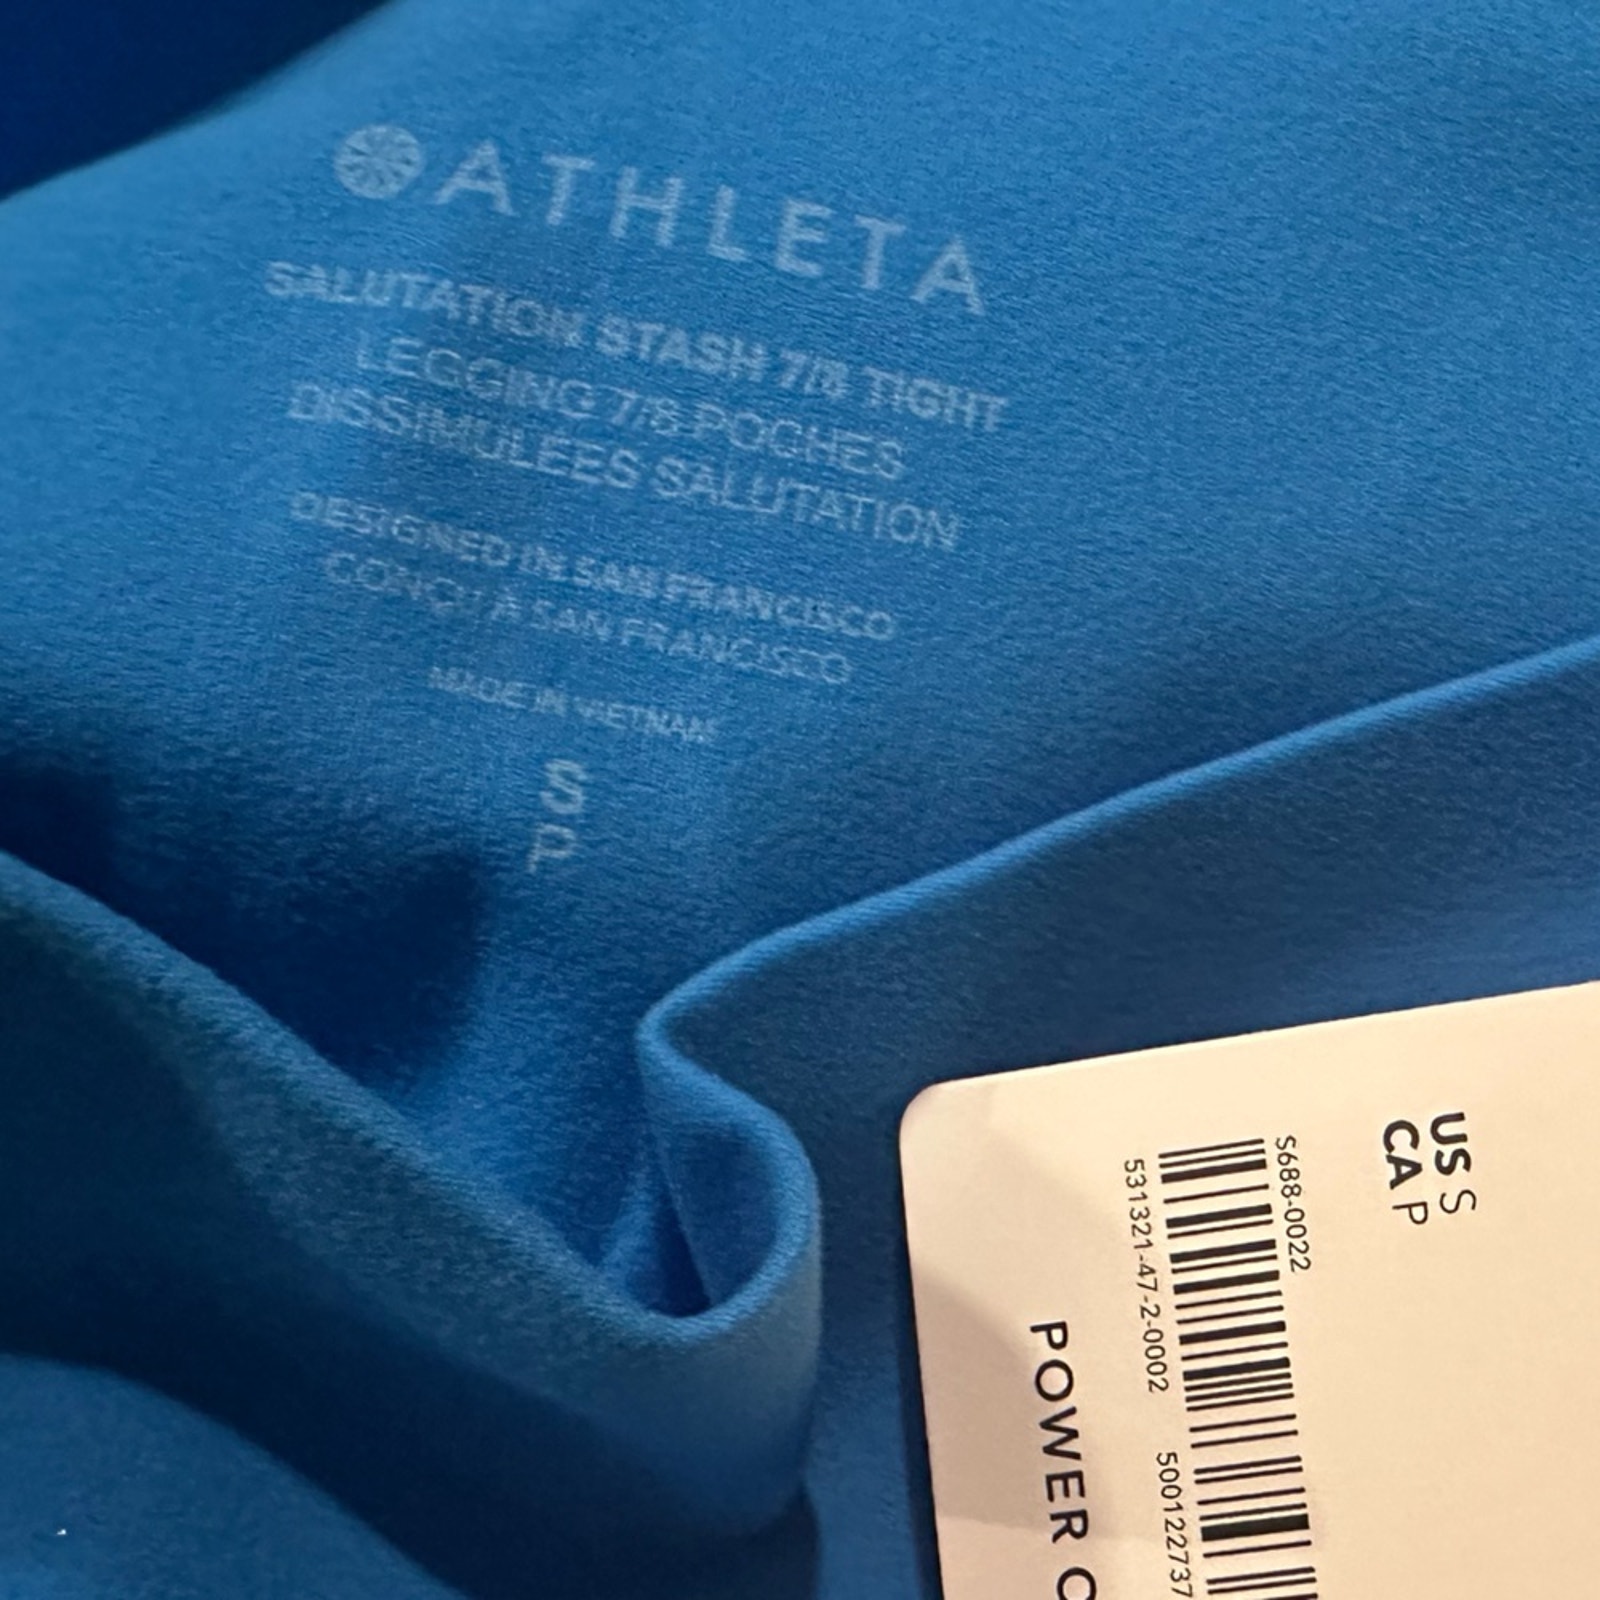 ATHLETA
SALUTATION STASH 7/8 TIGHT
LEGGING 7/8 POCHES
DISSIMULÉES SALUTATION
DESIGNED IN SAN FRANCISCO
CONÇU À SAN FRANCISCO
MADE IN VIETNAM
S
P
US S
CA P
S688-0022
531321-47-2-0002 500122737
POWER